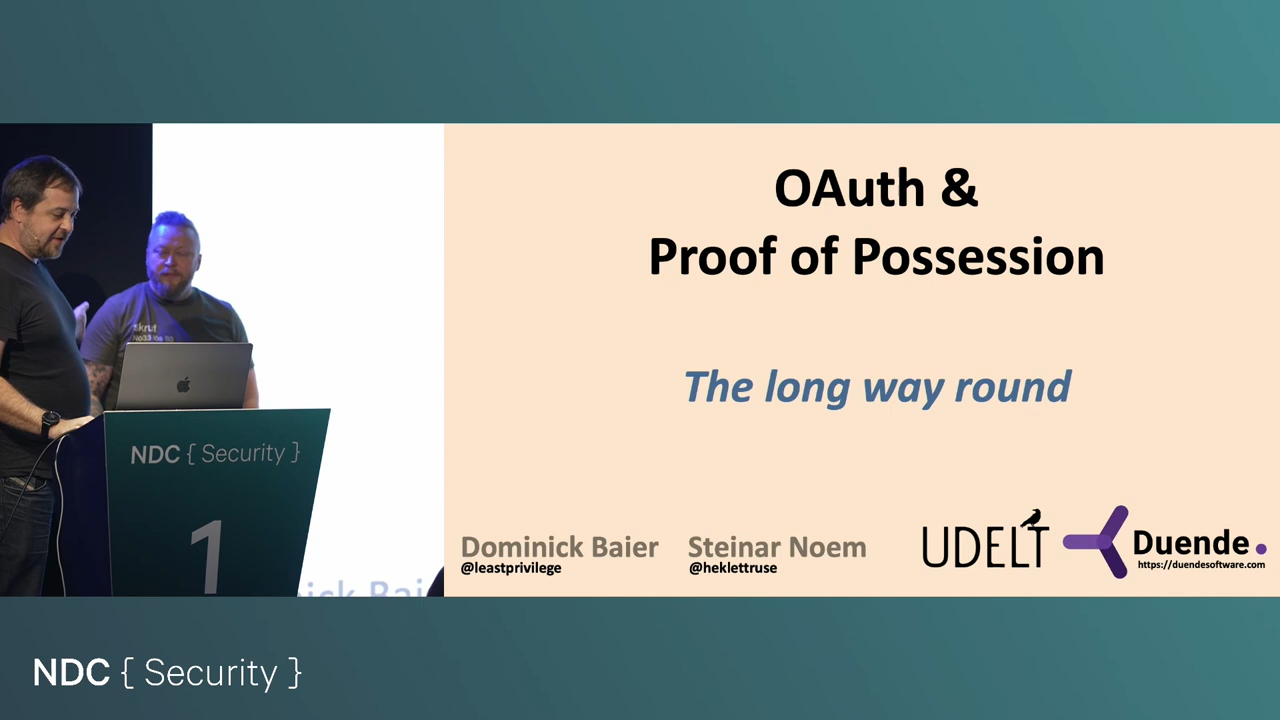 OAuth &
Proof of Possession
The long way round
Dominick Baier
@leastprivilege
Steinar Noem
@heklettruse
UDELT
Duende
https://duendesoftware.com
skruf
NDC { Security }
1
NDC { Security }